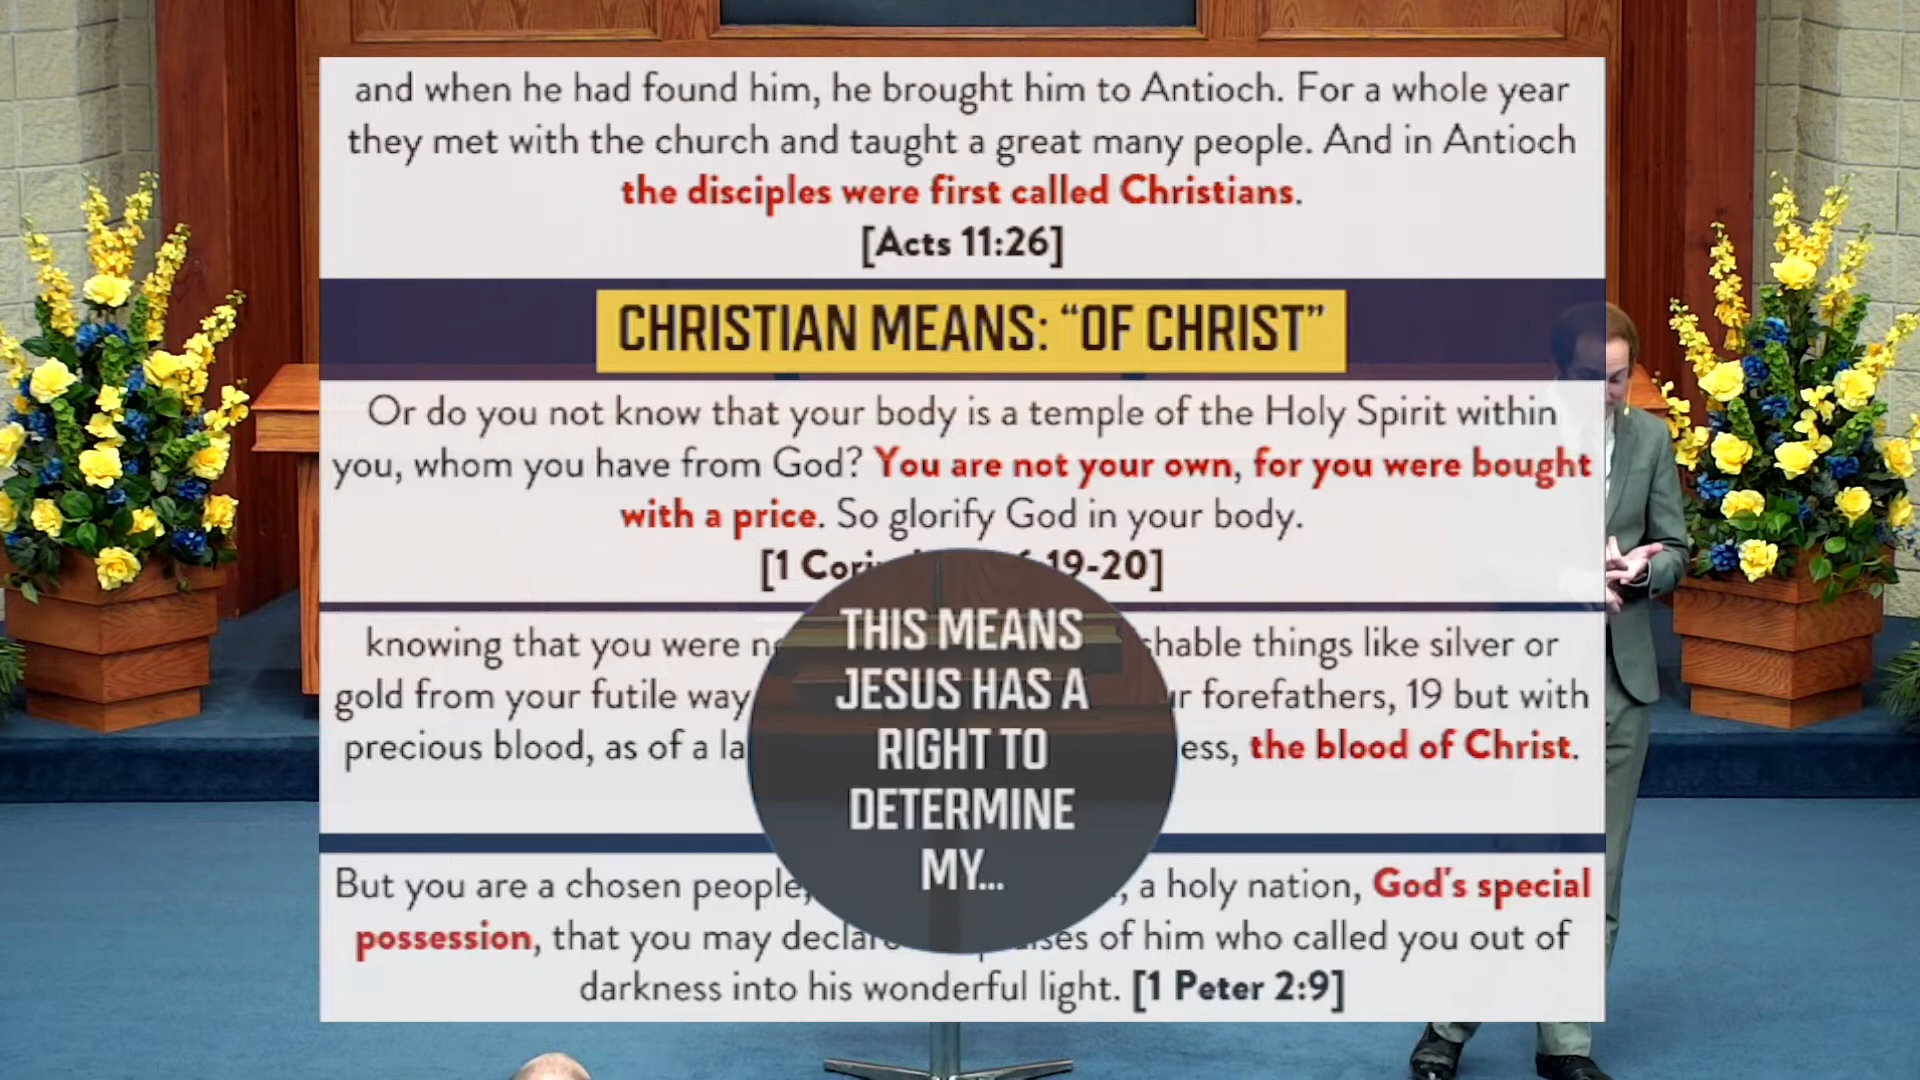 and when he had found him, he brought him to Antioch. For a whole year
they met with the church and taught a great many people. And in Antioch
the disciples were first called Christians.
[Acts 11:26]
CHRISTIAN MEANS: “OF CHRIST”
Or do you not know that your body is a temple of the Holy Spirit within
you, whom you have from God? You are not your own, for you were bought
with a price. So glorify God in your body.
[1 19-20]
knowing that you were things like silver or
gold from your futile forefathers, 19 but with
precious blood, as of a the blood of Christ.
THIS MEANS
JESUS HAS A
RIGHT TO
DETERMINE
MY...
But you are a chosen people, a holy nation, God's special
possession, that you may of him who called you out of
darkness into his wonderful light. [1 Peter 2:9]